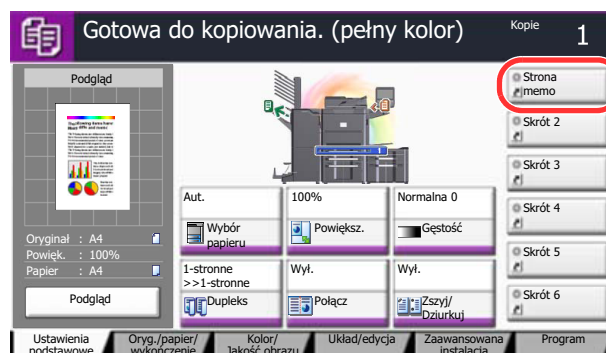 Gotowa do kopiowania. (pełny kolor)
Kopie
1
Podgląd
Oryginał : A4
Powięk. : 100%
Papier : A4
Podgląd
Aut.
Wybór
papieru
100%
Powiększ.
Normalna 0
Gęstość
1-stronne
>>1-stronne
Dupleks
Wył.
Połącz
Wył.
Zszyj/
Dziurkuj
Strona
memo
Skrót 2
Skrót 3
Skrót 4
Skrót 5
Skrót 6
Ustawienia
podstawowe
Oryg./papier/
wykończenie
Kolor/
Jakość obrazu
Układ/edycja
Zaawansowana
instalacja
Program